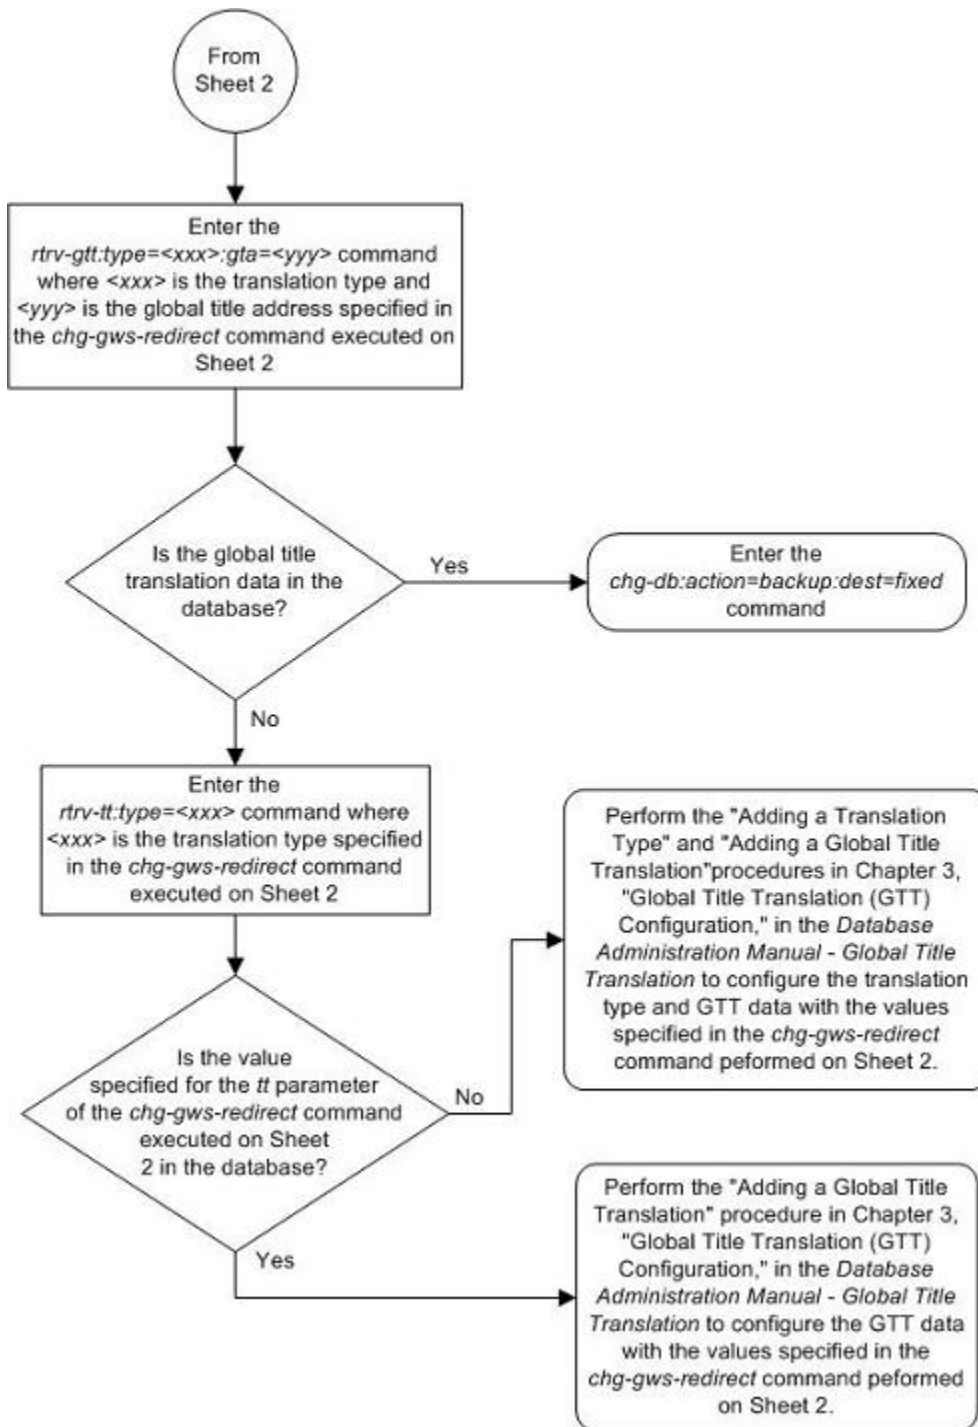 From
Sheet 2
Enter the
rtrv-gtt:type=<xxx>:gta=<yyy> command
where <xxx> is the translation type and
<yyy> is the global title address specified in
the chg-gws-redirect command executed on
Sheet 2
Is the global title
translation data in the
database?
Yes
Enter the
chg-db:action=backup:dest=fixed
command
No
Enter the
rtrv-tt:type=<xxx> command where
<xxx> is the translation type specified
in the chg-gws-redirect command
executed on Sheet 2
Is the value
specified for the tt parameter
of the chg-gws-redirect command
executed on Sheet
2 in the database?
No
Perform the "Adding a Translation
Type" and "Adding a Global Title
Translation"procedures in Chapter 3,
"Global Title Translation (GTT)
Configuration," in the Database
Administration Manual - Global Title
Translation to configure the translation
type and GTT data with the values
specified in the chg-gws-redirect
command peformed on Sheet 2.
Yes
Perform the "Adding a Global Title
Translation" procedure in Chapter 3,
"Global Title Translation (GTT)
Configuration," in the Database
Administration Manual - Global Title
Translation to configure the GTT data
with the values specified in the
chg-gws-redirect command peformed
on Sheet 2.